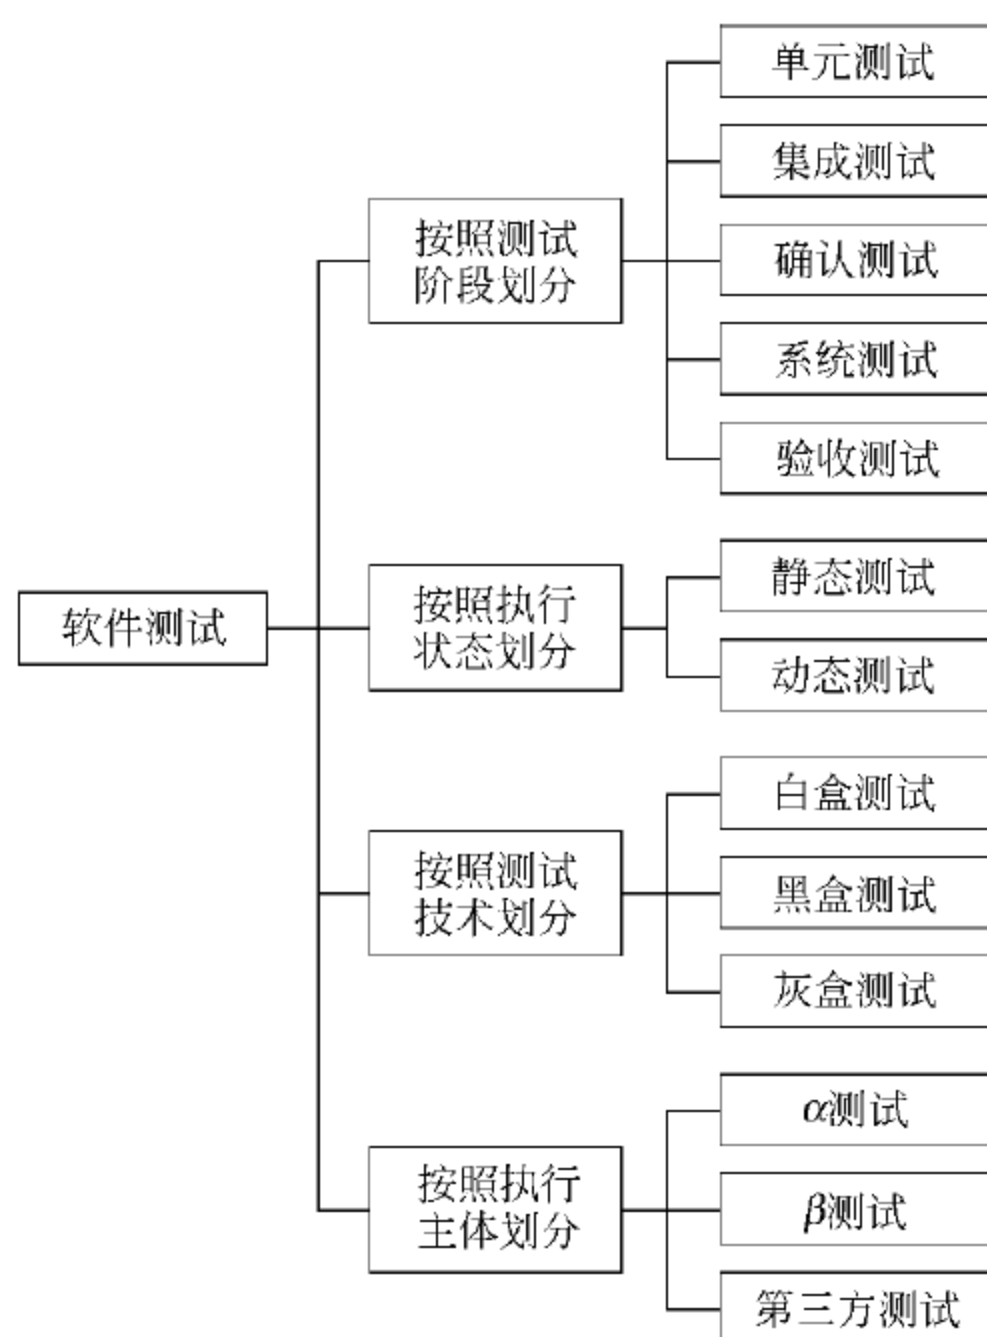 软件测试
按照测试
阶段划分
单元测试
集成测试
确认测试
系统测试
验收测试
按照执行
状态划分
静态测试
动态测试
按照测试
技术划分
白盒测试
黑盒测试
灰盒测试
按照执行
主体划分
α测试
β测试
第三方测试